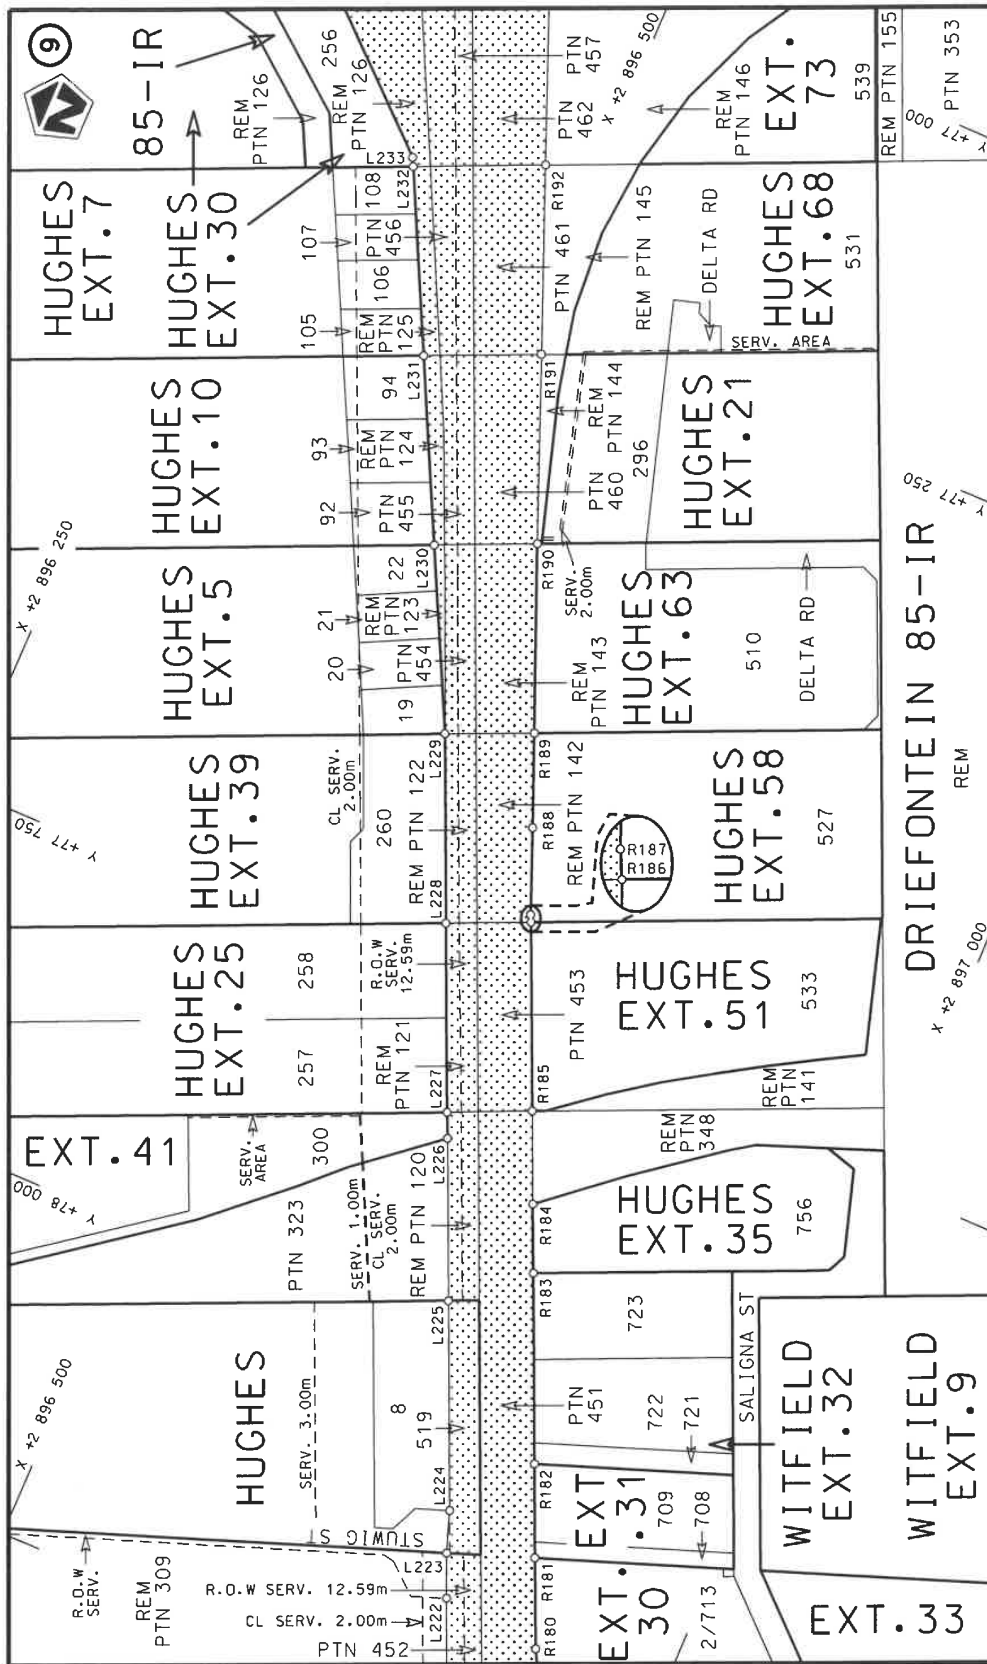 9
N
85-IR
HUGHES
EXT.7
HUGHES
EXT.30
REM
PTN 126
256
REM
PTN 126
PTN
457
X +2 896 500
PTN
462
REM
PTN 146
EXT.
73
539
REM PTN 155
PTN 353
Y +77 000
L233
L232
108
107
PTN
456
106
105
REM
PTN
125
R192
PTN 461
REM PTN 145
DELTA RD
HUGHES
EXT.68
531
SERV. AREA
HUGHES
EXT.10
L231
94
93
REM
PTN
124
92
PTN
455
R191
REM
PTN 144
PTN
460
296
HUGHES
EXT.21
X +2 896 250
Y +77 250
HUGHES
EXT.5
L230
22
21
REM
PTN
123
20
PTN
454
19
R190
SERV.
2.00m
REM
PTN 143
HUGHES
EXT.63
510
DELTA RD
Y +77 750
HUGHES
EXT.39
CL SERV.
2.00m
260
REM PTN 122
L229
L228
R189
R188
REM PTN 142
R187
R186
HUGHES
EXT.58
527
DRIEFONTEIN 85-IR
REM
X +2 897 000
HUGHES
EXT.25
258
257
R.O.W
SERV.
12.59m
REM
PTN 121
L227
PTN 453
HUGHES
EXT.51
533
R185
REM
PTN
141
EXT.41
SERV.
AREA
300
Y +78 000
PTN 323
SERV. 1.00m
CL SERV.
2.00m
REM PTN 120
L226
L225
REM
PTN
348
R184
HUGHES
EXT.35
756
R183
X +2 896 500
HUGHES
SERV. 3.00m
8
519
L224
STUWIG ST
723
PTN
451
722
721
SALIGNA ST
R182
EXT
.31
709
708
WITFIELD
EXT.32
WITFIELD
EXT.9
R.O.W
SERV.
REM
PTN 309
R.O.W SERV. 12.59m
CL SERV. 2.00m
PTN 452
L223
L221
R181
R180
EXT.
30
2/713
EXT.33